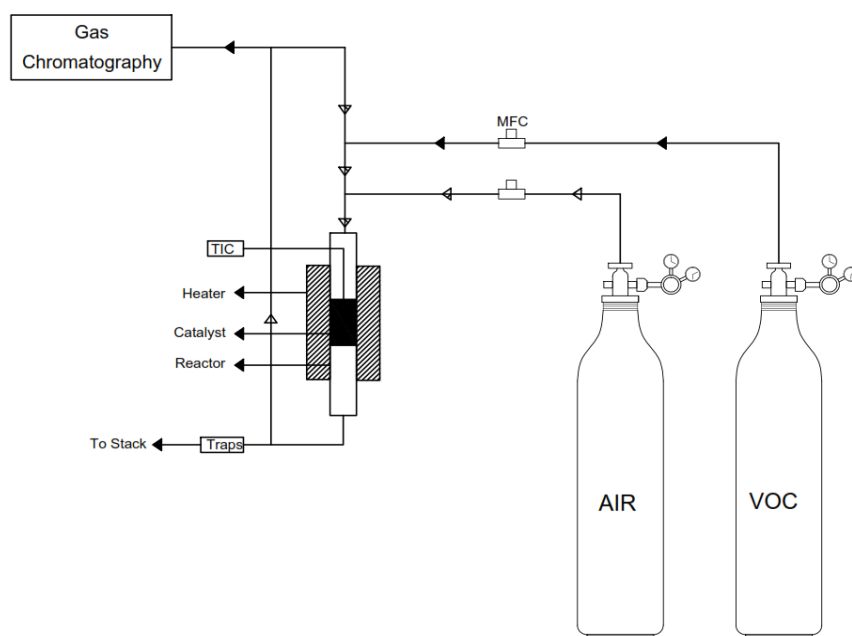 Gas
Chromatography
MFC
TIC
Heater
Catalyst
Reactor
To Stack
Traps
AIR
VOC